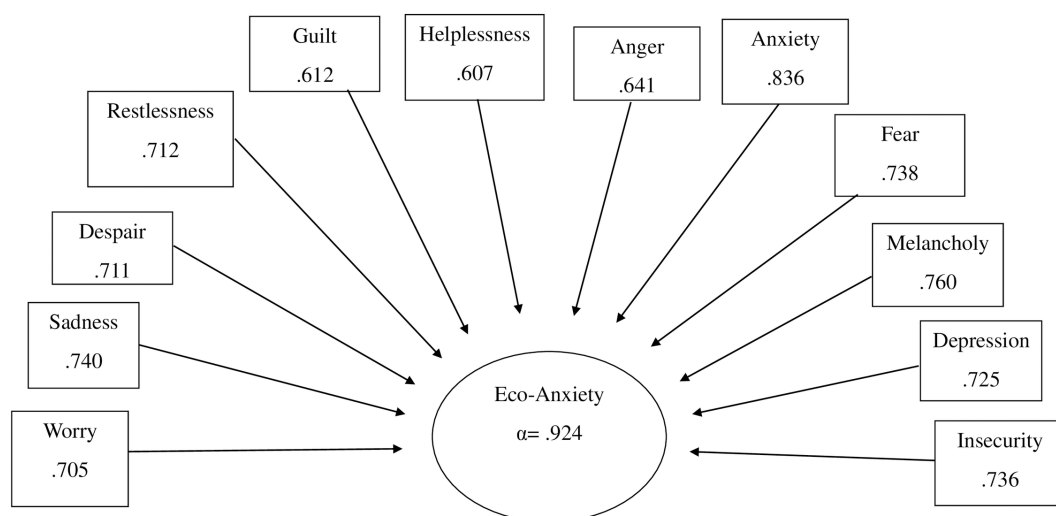 Guilt
.612
Helplessness
.607
Anger
.641
Anxiety
.836
Restlessness
.712
Fear
.738
Despair
.711
Melancholy
.760
Sadness
.740
Depression
.725
Eco-Anxiety
α= .924
Worry
.705
Insecurity
.736